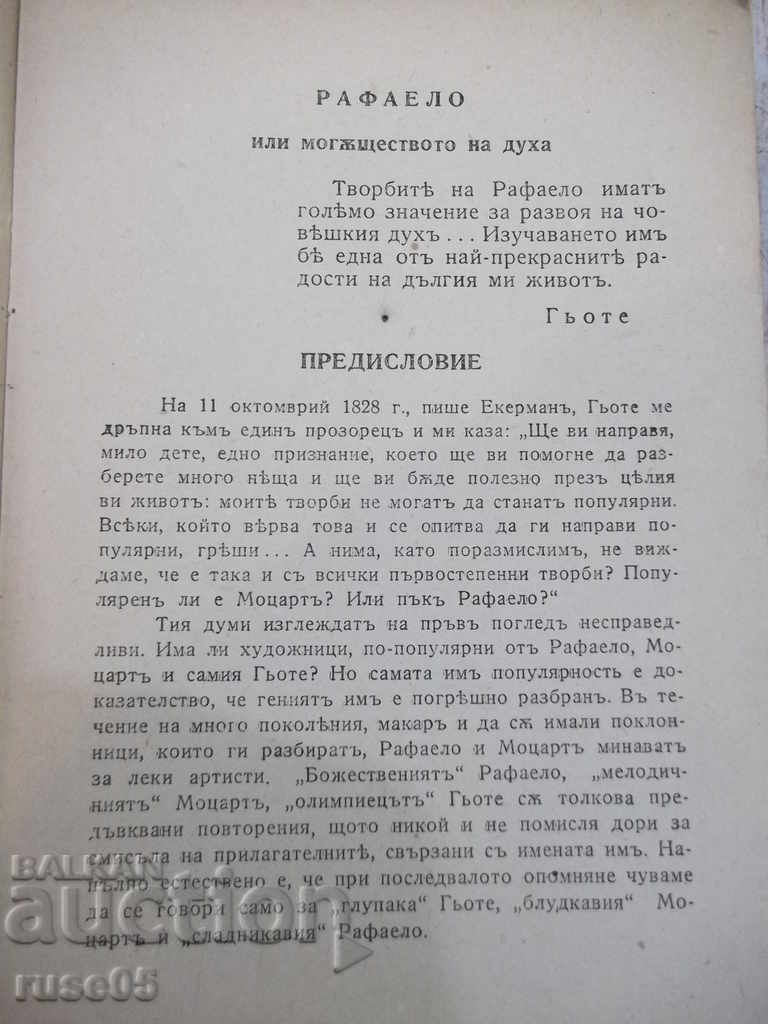 РАФАЕЛО
или могѫществото на духа
Творбитѣ на Рафаело иматъ
голѣмо значение за развоя на чо-
вѣшкия духъ... Изучаването имъ
бѣ една отъ най-прекраснитѣ ра-
дости на дългия ми животъ.
Гьоте
ПРЕДИСЛОВИЕ
На 11 октомврий 1828 г., пише Екерманъ, Гьоте ме
дръпна къмъ единъ прозорецъ и ми каза: „Ще ви направя,
мило дете, едно признание, което ще ви помогне да раз-
берете много нѣща и ще ви бѫде полезно презъ цѣлия
ви животъ: моитѣ творби не могатъ да станатъ популярни.
Всѣки, който вѣрва това и се опитва да ги направи по-
пулярни, грѣши... А нима, като поразмислимъ, не виж-
даме, че е така и съ всички първостепенни творби? Попу-
ляренъ ли е Моцартъ? Или пъкъ Рафаело?“
Тия думи изглеждатъ на пръвъ погледъ несправед-
ливи. Има ли художници, по-популярни отъ Рафаело, Мо-
цартъ и самия Гьоте? Но самата имъ популярность е до-
казателство, че гениятъ имъ е погрѣшно разбранъ. Въ те-
чение на много поколѣния, макаръ и да сѫ имали поклон-
ници, които ги разбиратъ, Рафаело и Моцартъ минаватъ
за леки артисти. „Божествениятъ“ Рафаело, „мелодич-
ниятъ“ Моцартъ, „олимпиецътъ“ Гьоте сѫ толкова пре-
дъвквани повторения, щото никой и не помисля дори за
смисъла на прилагателнитѣ, свързани съ имената имъ. На-
пълно естествено е, че при последвалото опомняне чуваме
да се говори само за „глупака“ Гьоте, „блудкавия“ Мо-
цартъ и „сладникавия“ Рафаело.
BALKAN
auction
ruse05